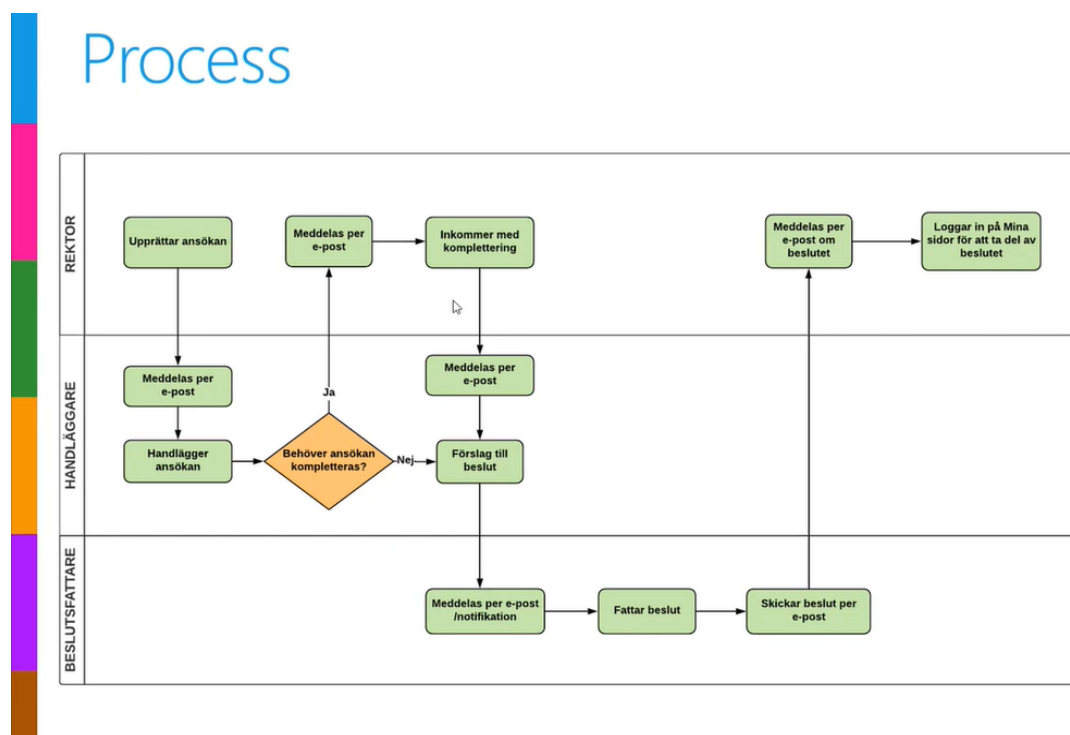 Process
REKTOR
Upprättar ansökan
Meddelas per
e-post
Inkommer med
komplettering
Meddelas per
e-post om
beslutet
Loggar in på Mina
sidor för att ta del av
beslutet
HANDLÄGGARE
Meddelas per
e-post
Handlägger
ansökan
Ja
Behöver ansökan
kompletteras?
Nej
Meddelas per
e-post
Förslag till
beslut
BESLUTSFATTARE
Meddelas per e-post
/notifikation
Fattar beslut
Skickar beslut per
e-post